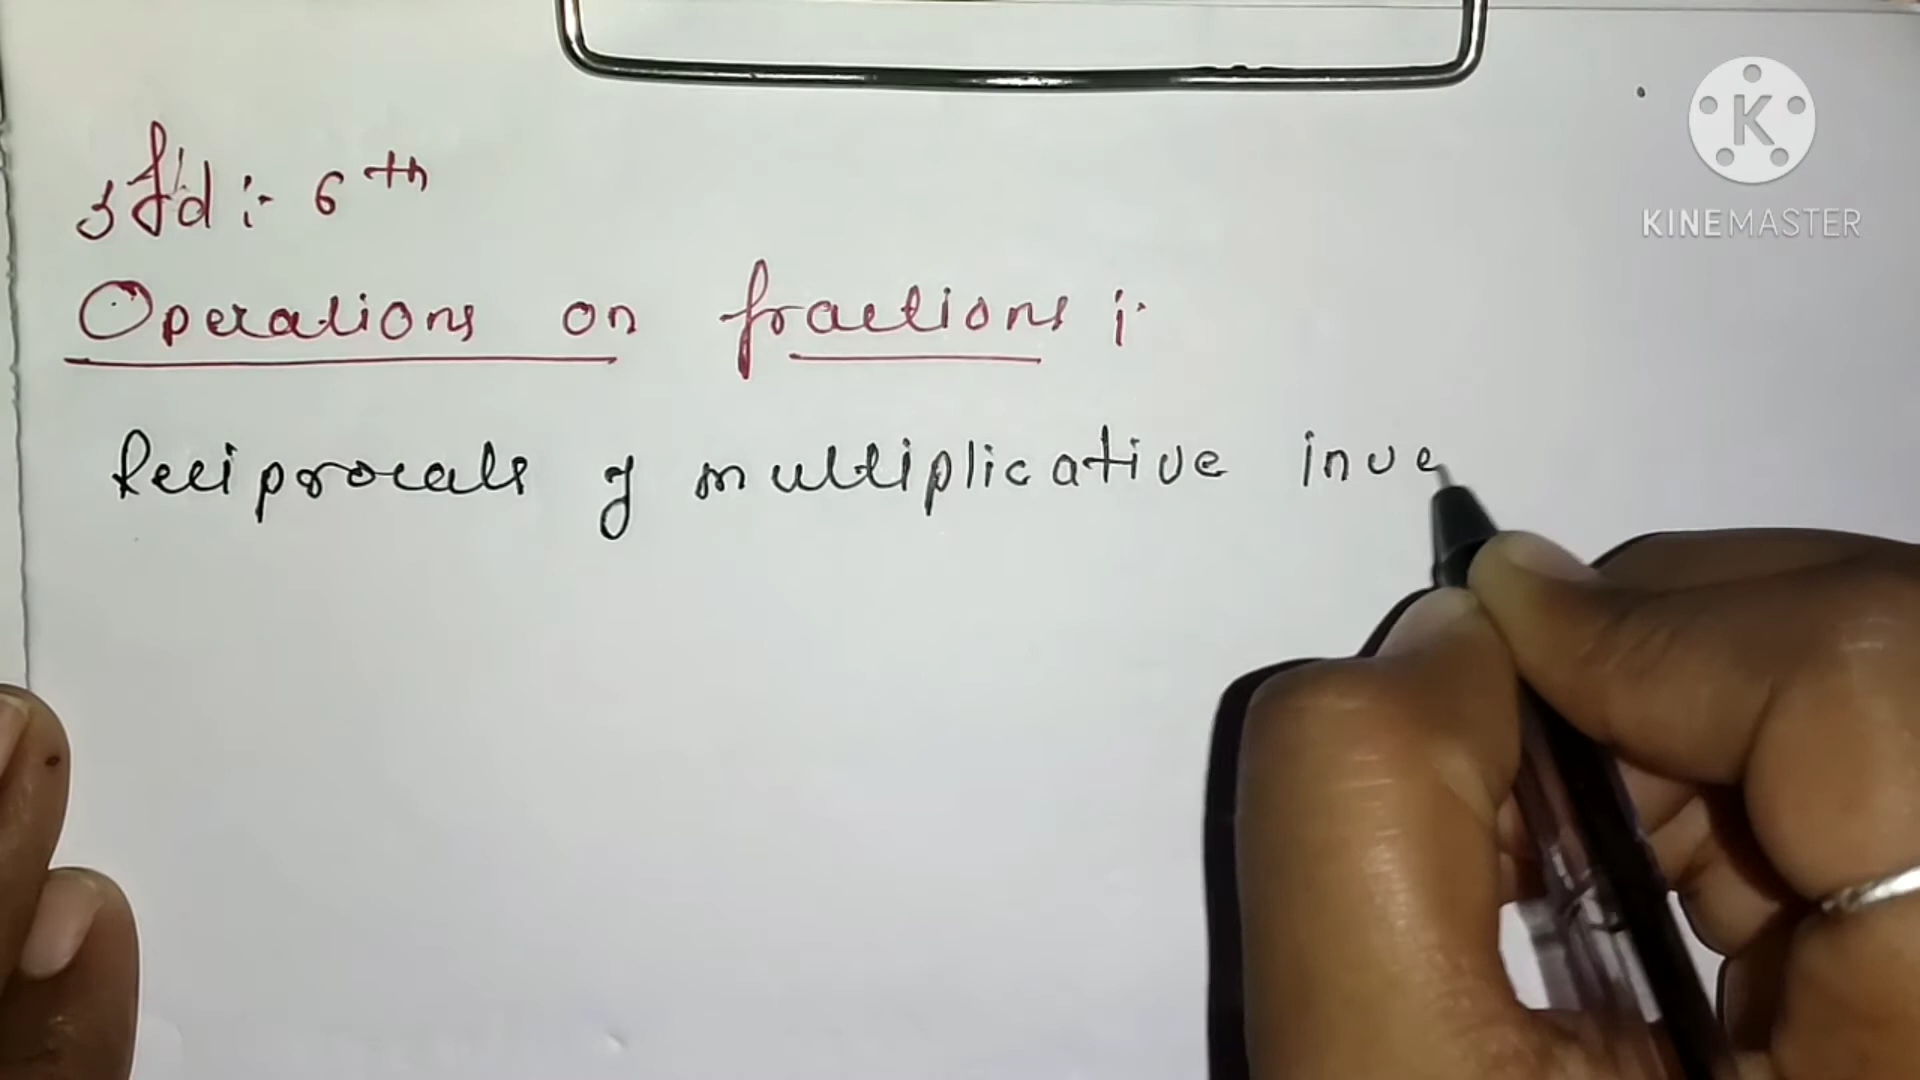 Std :- 6th
Operations on fractions :-
Reciprocals of multiplicative inve
K
KINEMASTER